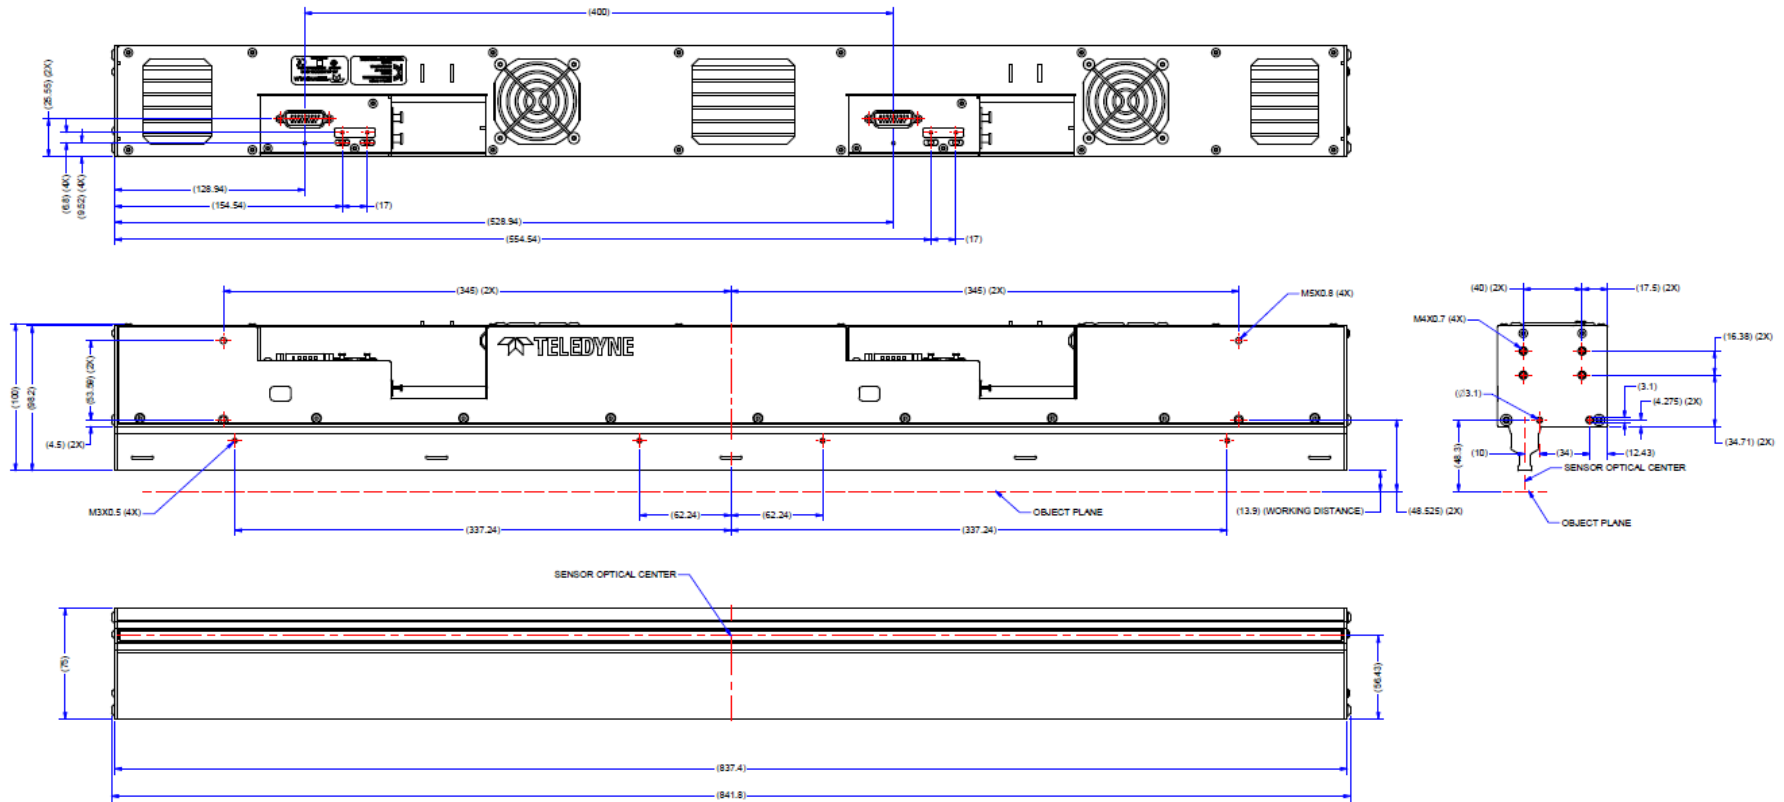 (400)
(25.55) (2X)
(6.8) (4X)
(9.52) (4X)
(128.94)
(154.54)
(17)
(528.94)
(554.54)
(17)
(345) (2X)
(345) (2X)
M5X0.8 (4X)
TELEDYNE
(100)
(98.2)
(53.59) (2X)
(4.5) (2X)
M3X0.5 (4X)
(62.24)
(62.24)
(337.24)
(337.24)
OBJECT PLANE
(13.9) (WORKING DISTANCE)
(48.525) (2X)
(40) (2X)
(17.5) (2X)
M4X0.7 (4X)
(16.38) (2X)
(3.1)
(∅3.1)
(4.275) (2X)
(34.71) (2X)
(48.3)
(10)
(34)
(12.43)
SENSOR OPTICAL CENTER
OBJECT PLANE
SENSOR OPTICAL CENTER
(75)
(56.43)
(837.4)
(841.8)